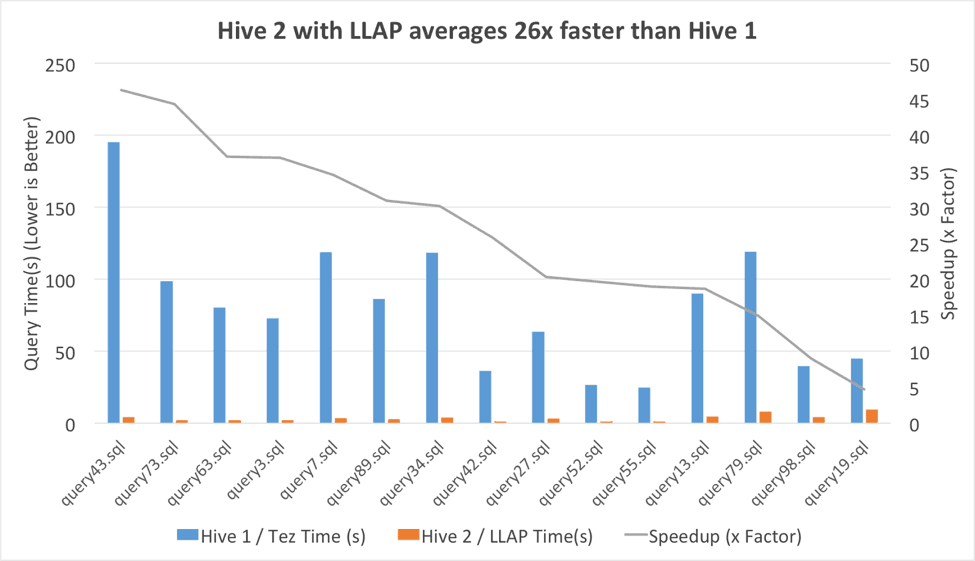 Hive 2 with LLAP averages 26x faster than Hive 1
Query Time(s) (Lower is Better)
250
200
150
100
50
0
50
45
40
35
30
25
20
15
10
5
0
Speedup (x Factor)
query43.sql
query73.sql
query63.sql
query3.sql
query7.sql
query89.sql
query34.sql
query42.sql
query27.sql
query52.sql
query55.sql
query13.sql
query79.sql
query98.sql
query19.sql
Hive 1 / Tez Time (s)
Hive 2 / LLAP Time(s)
Speedup (x Factor)